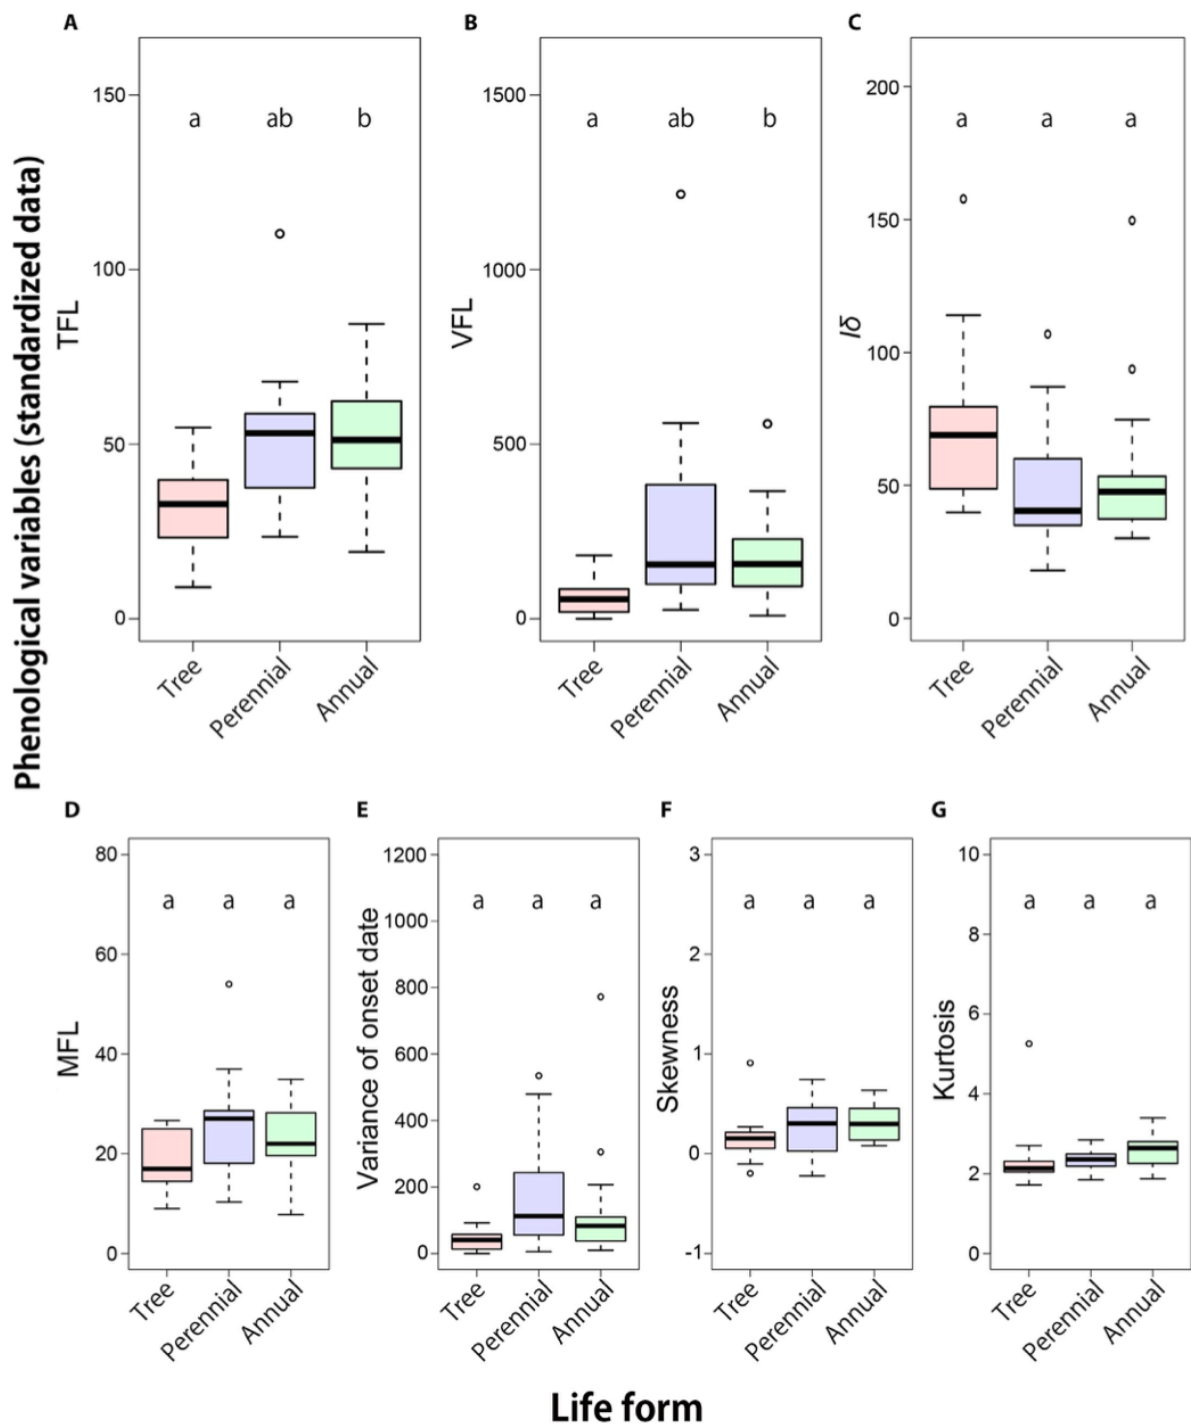 Phenological variables (standardized data)
A
TFL
150
100
50
0
a ab b
Tree Perennial Annual
B
VFL
1500
1000
500
0
a ab b
Tree Perennial Annual
C
Iδ
200
150
100
50
0
a a a
Tree Perennial Annual
D
MFL
80
60
40
20
0
a a a
Tree Perennial Annual
E
Variance of onset date
1200
1000
800
600
400
200
0
a a a
Tree Perennial Annual
F
Skewness
3
2
1
0
-1
a a a
Tree Perennial Annual
G
Kurtosis
10
8
6
4
2
0
a a a
Tree Perennial Annual
Life form